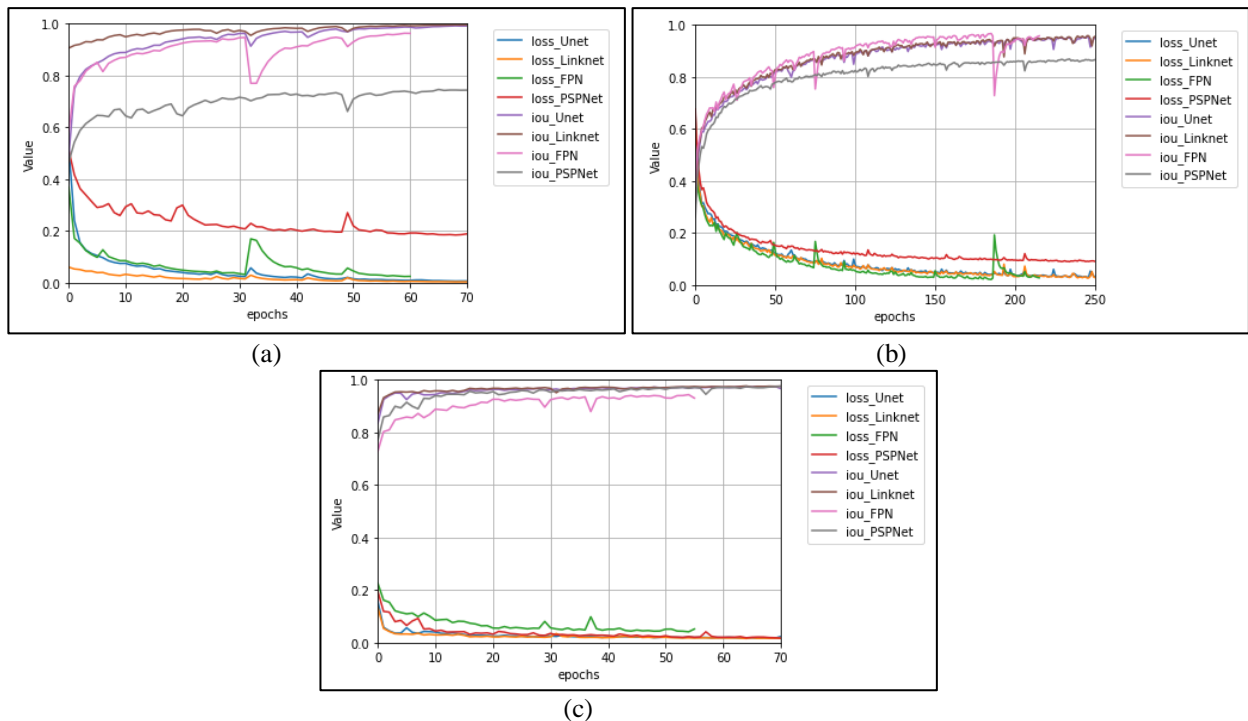 1.0
0.8
0.6
0.4
0.2
0.0
Value
0 10 20 30 40 50 60 70
epochs
loss_Unet
loss_Linknet
loss_FPN
loss_PSPNet
iou_Unet
iou_Linknet
iou_FPN
iou_PSPNet
(a)
1.0
0.8
0.6
0.4
0.2
0.0
Value
0 50 100 150 200 250
epochs
loss_Unet
loss_Linknet
loss_FPN
loss_PSPNet
iou_Unet
iou_Linknet
iou_FPN
iou_PSPNet
(b)
1.0
0.8
0.6
0.4
0.2
0.0
Value
0 10 20 30 40 50 60 70
epochs
loss_Unet
loss_Linknet
loss_FPN
loss_PSPNet
iou_Unet
iou_Linknet
iou_FPN
iou_PSPNet
(c)